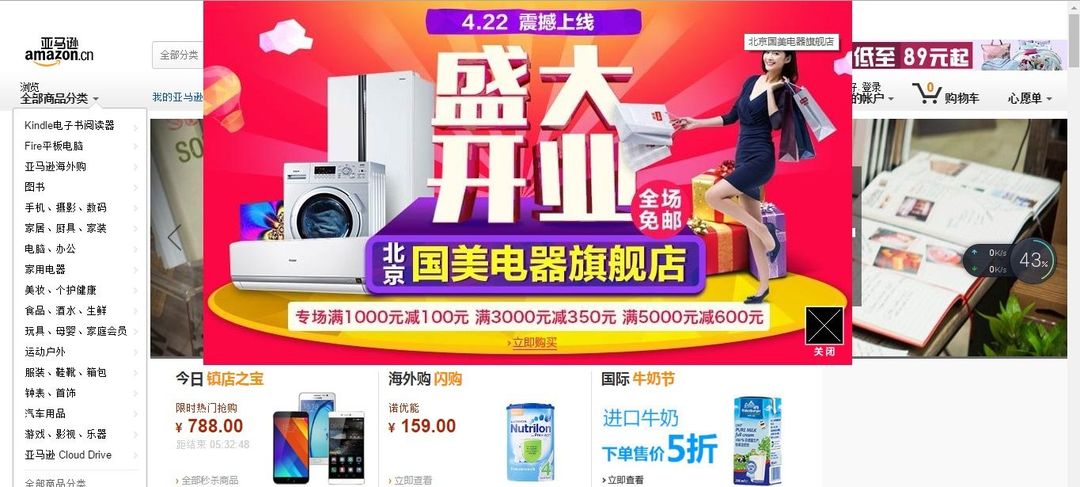 亚马逊
amazon.cn
全部分类
浏览
全部商品分类
我的亚马逊
4.22 震撼上线
盛大
开业
全场
免邮
北京
国美电器旗舰店
专场满1000元减100元 满3000元减350元 满5000元减600元
›立即购买
北京国美电器旗舰店
关闭
低至 89元起
登录
的帐户
0
购物车
心愿单
Kindle电子书阅读器
Fire平板电脑
亚马逊海外购
图书
手机、摄影、数码
家居、厨具、家装
电脑、办公
家用电器
美妆、个护健康
食品、酒水、生鲜
玩具、母婴、家庭会员
运动户外
服装、鞋靴、箱包
钟表、首饰
汽车用品
游戏、影视、乐器
亚马逊 Cloud Drive
全部商品分类
0K/s
0K/s
43%
今日 镇店之宝
限时热门抢购
¥ 788.00
距结束 05:32:48
› 全部秒杀商品
海外购 闪购
诺优能
¥ 159.00
› 立即查看
Nutrilon
4
国际 牛奶节
进口牛奶
下单售价5折
› 立即查看
PURE MILK
full cream